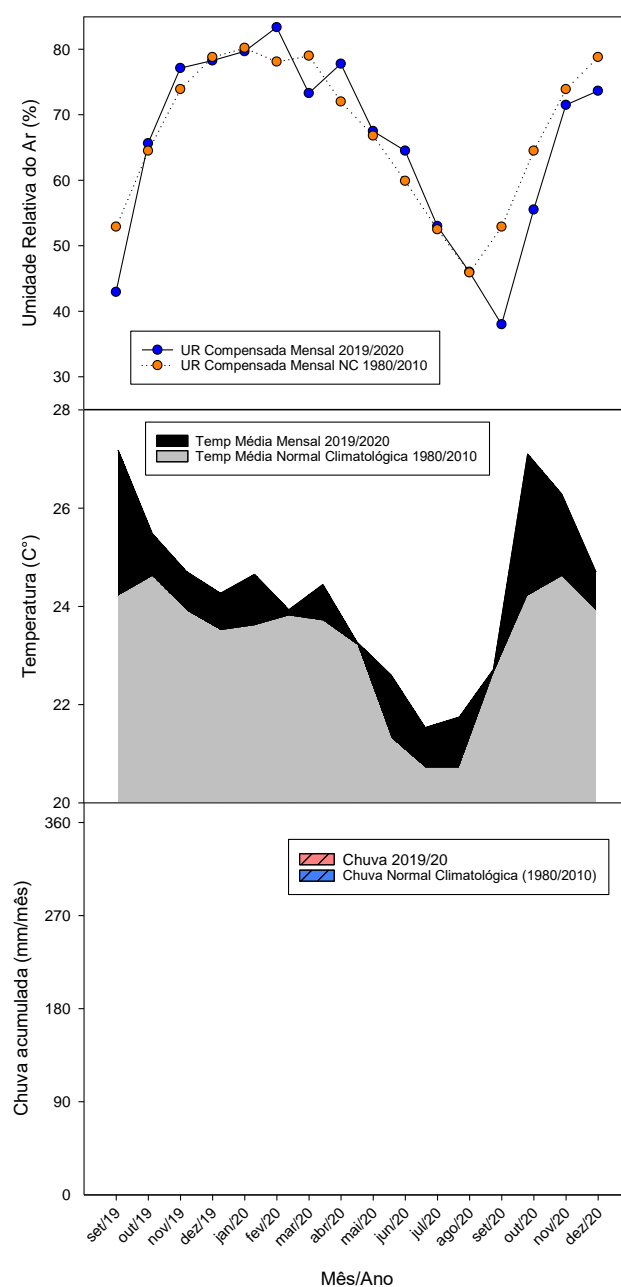 Umidade Relativa do Ar (%)
80
70
60
50
40
30
UR Compensada Mensal 2019/2020
UR Compensada Mensal NC 1980/2010
Temperatura (C°)
28
26
24
22
20
Temp Média Mensal 2019/2020
Temp Média Normal Climatológica 1980/2010
Chuva acumulada (mm/mês)
360
270
180
90
0
Chuva 2019/20
Chuva Normal Climatológica (1980/2010)
set/19
out/19
nov/19
dez/19
jan/20
fev/20
mar/20
abr/20
mai/20
jun/20
jul/20
ago/20
set/20
out/20
nov/20
dez/20
Mês/Ano